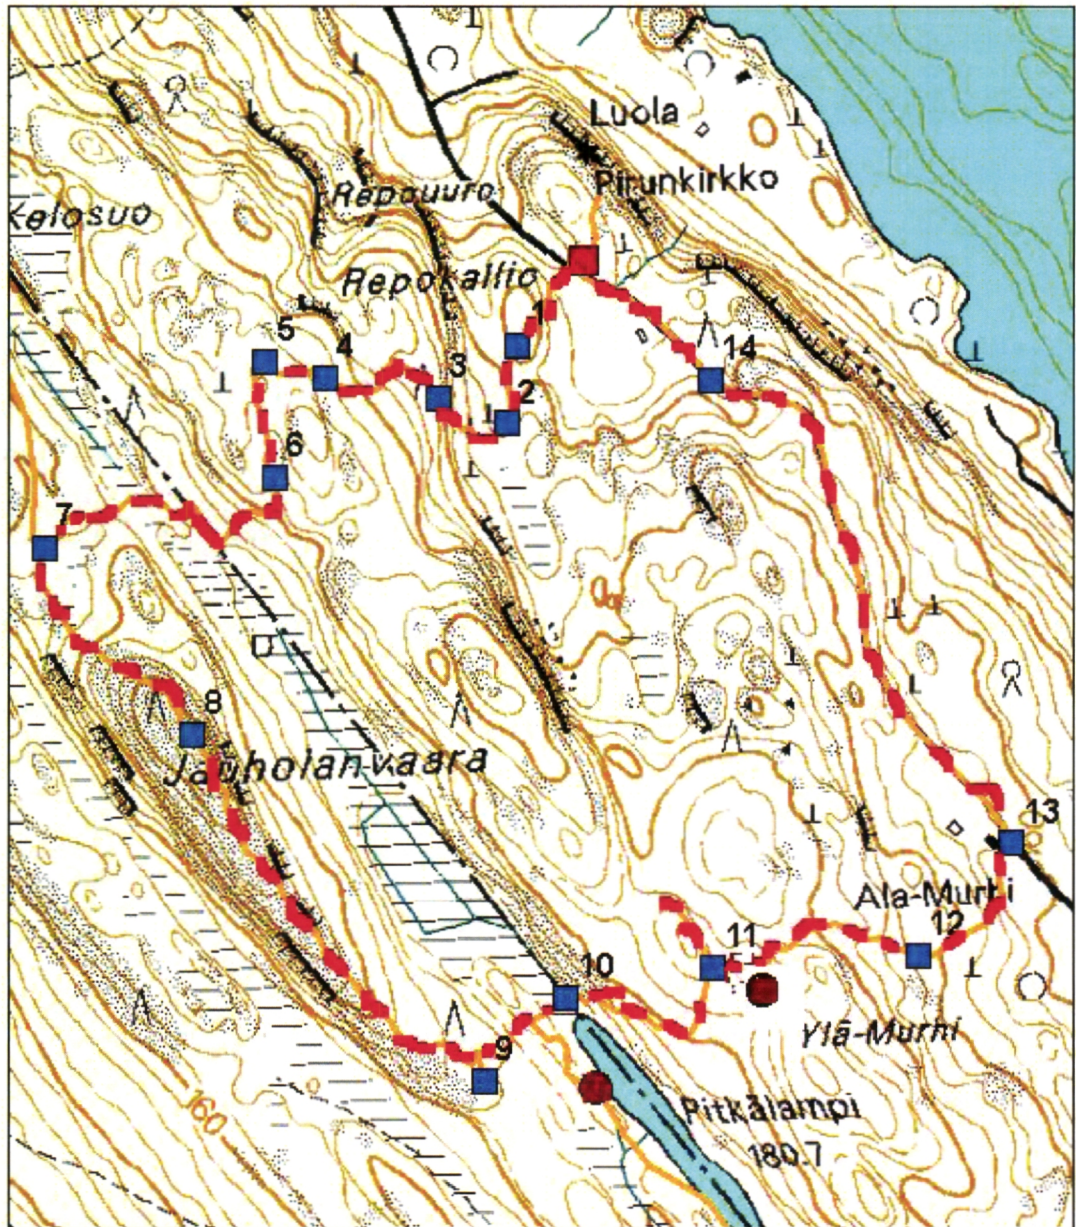 Luola
Pirunkirkko
Repouuro
Kelosuo
Repokallio
1
5
4
14
3
2
6
7
8
Jauholanvaara
13
Ala-Murhi
12
11
10
Ylä-Murhi
9
Pitkälampi
160
180.7